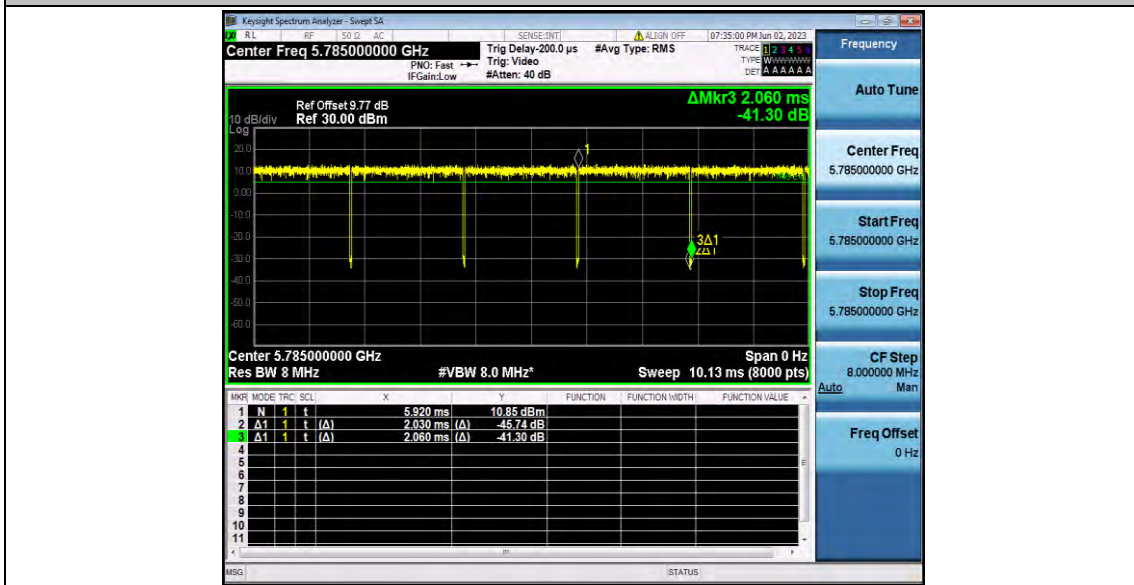 Keysight Spectrum Analyzer - Swept SA
RL RF 50 Ω AC SENSE:INT ALIGN OFF 07:35:00 PM Jun 02, 2023
Center Freq 5.785000000 GHz
PNO: Fast
IFGain:Low
Trig Delay-200.0 µs
Trig: Video
#Atten: 40 dB
#Avg Type: RMS
TRACE 1 2 3 4 5 6
TYPE
DET A A A A A A
Frequency
Auto Tune
Center Freq
5.785000000 GHz
Start Freq
5.785000000 GHz
Stop Freq
5.785000000 GHz
CF Step
8.000000 MHz
Auto Man
Freq Offset
0 Hz
ΔMkr3 2.060 ms
-41.30 dB
Ref Offset 9.77 dB
10 dB/div Ref 30.00 dBm
Log
20.0
10.0
0.00
-10.0
-20.0
-30.0
-40.0
-50.0
-60.0
1
3Δ1
2Δ1
Center 5.785000000 GHz Span 0 Hz
Res BW 8 MHz #VBW 8.0 MHz* Sweep 10.13 ms (8000 pts)
MKR MODE TRC SCL X Y FUNCTION FUNCTION WIDTH FUNCTION VALUE
1 N 1 t 5.920 ms 10.85 dBm
2 Δ1 1 t (Δ) 2.030 ms (Δ) -45.74 dB
3 Δ1 1 t (Δ) 2.060 ms (Δ) -41.30 dB
4
5
6
7
8
9
10
11
MSG STATUS